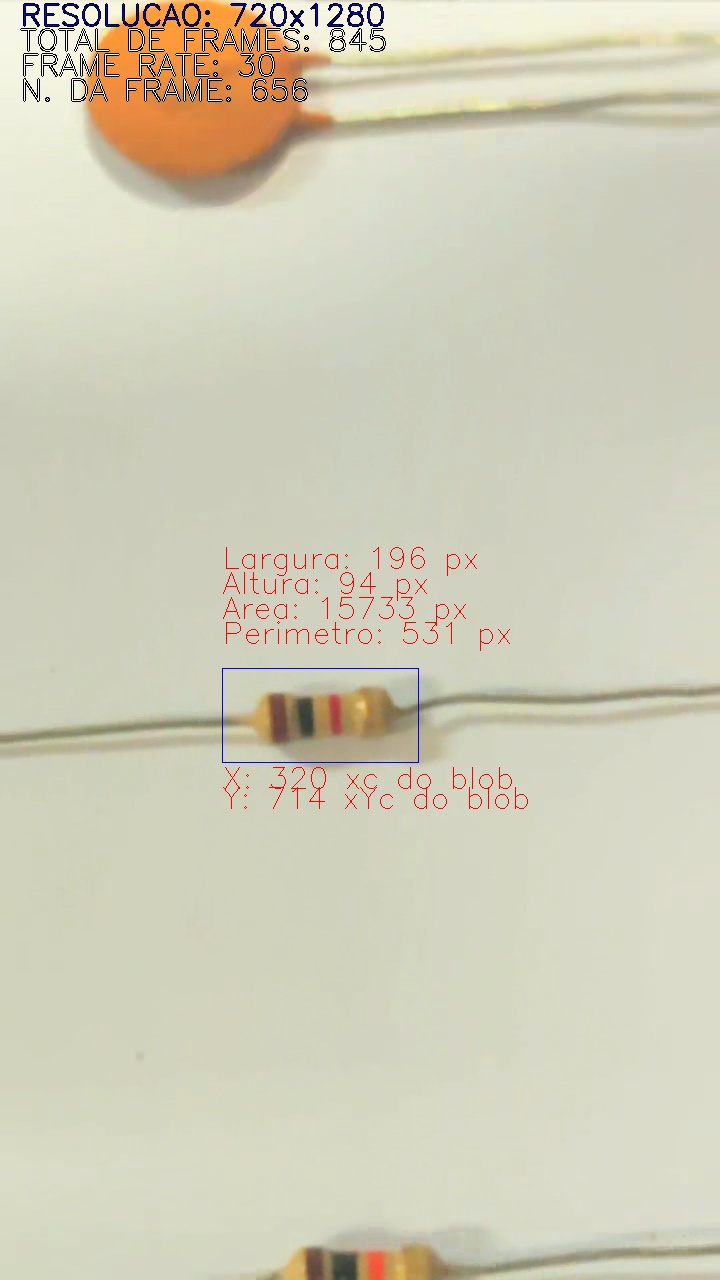 RESOLUCAO: 720x1280
TOTAL DE FRAMES: 845
FRAME RATE: 30
N. DA FRAME: 656
Largura: 196 px
Altura: 94 px
Area: 15733 px
Perimetro: 531 px
X: 320 xc do blob
Y: 714 xYc do blob